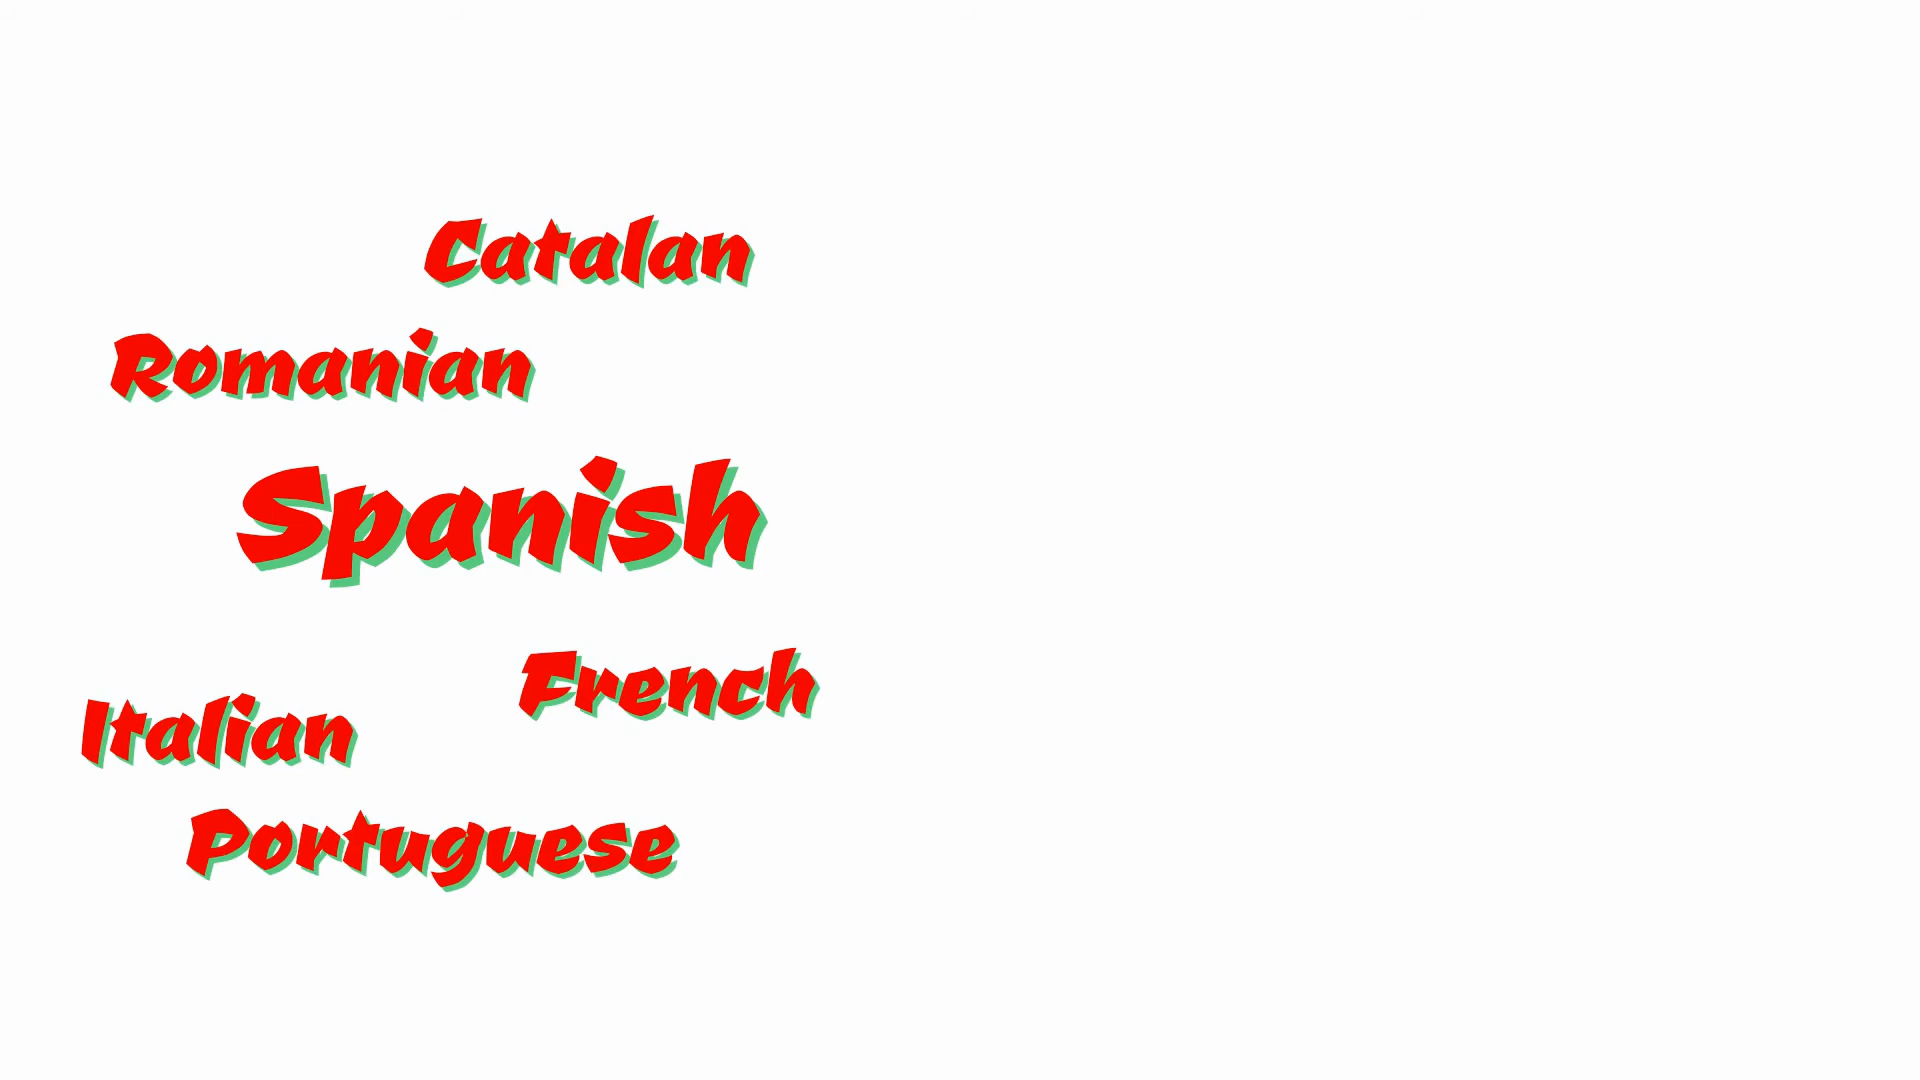 Catalan
Romanian
Spanish
French
Italian
Portuguese